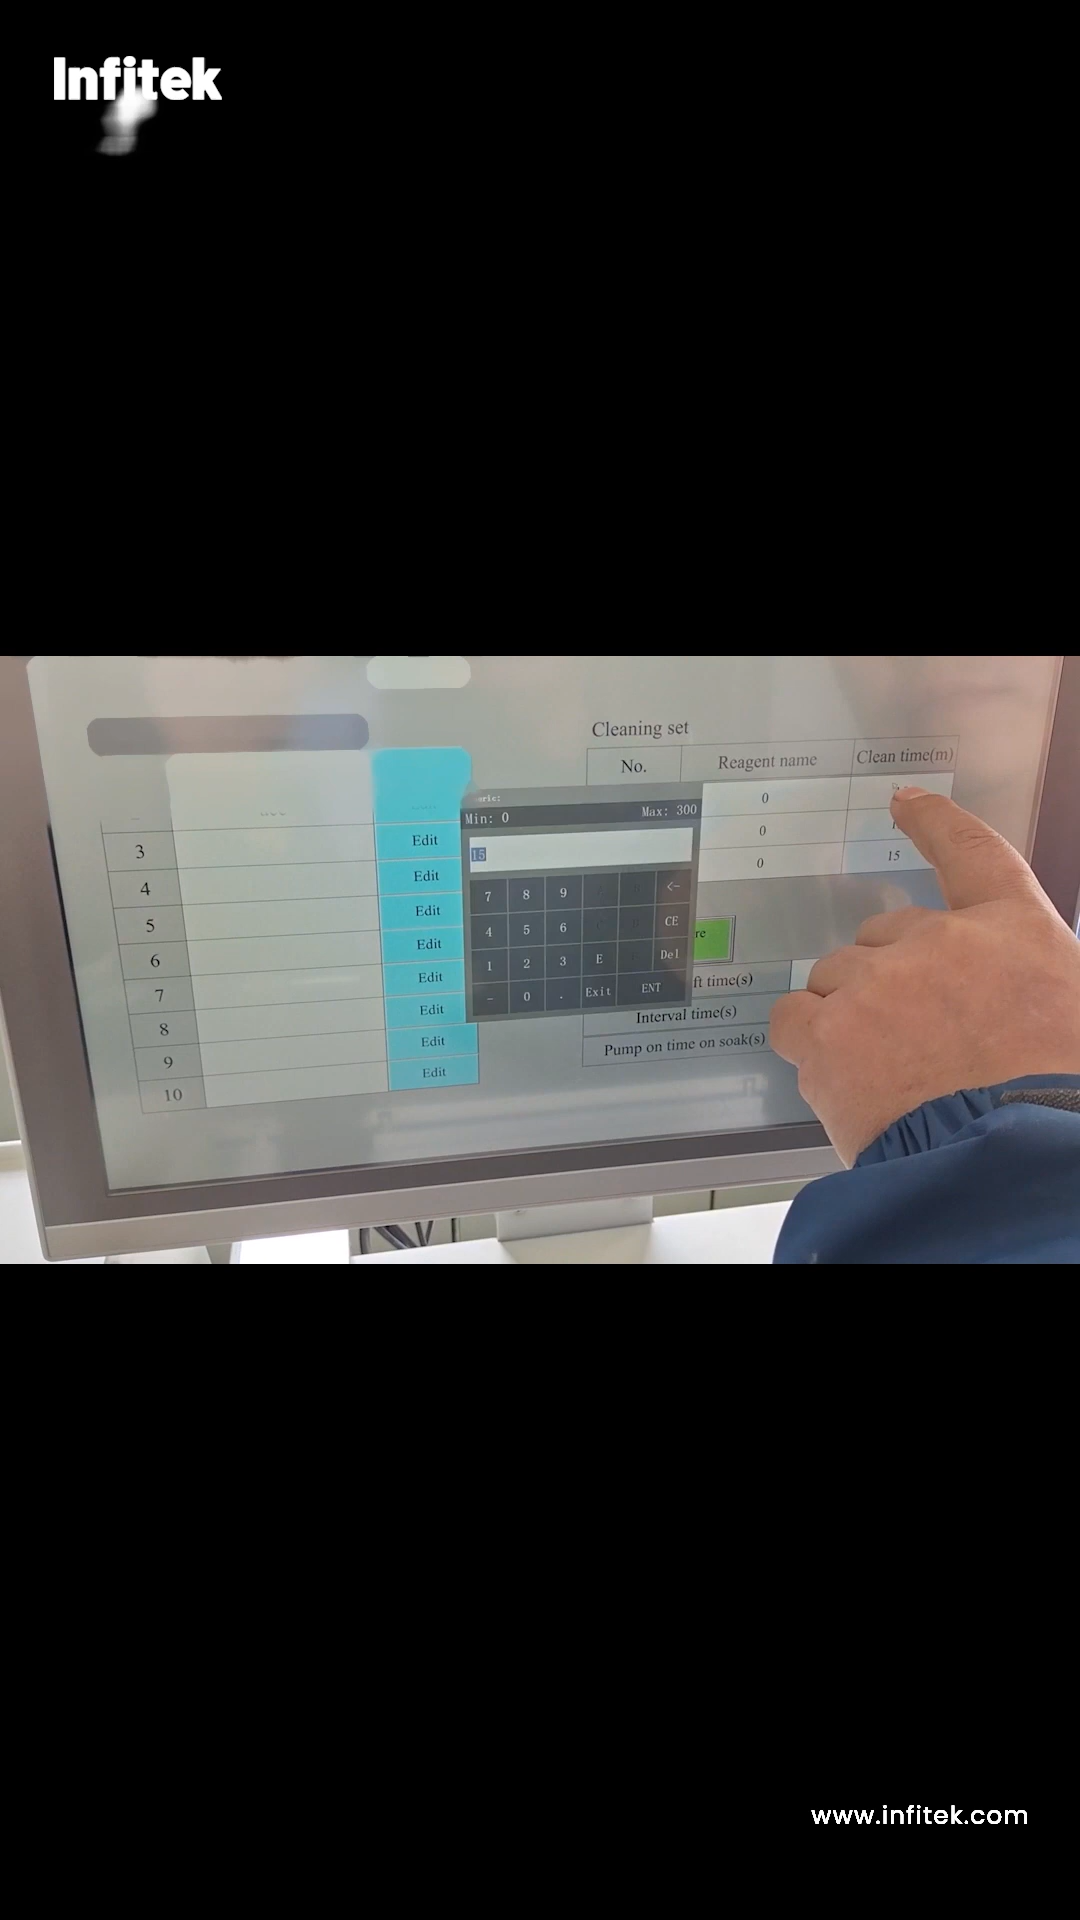 Infitek
Cleaning set
No. Reagent name Clean time(m)
0
0
0 15
Min: 0 Max: 300
15
7 8 9 <-
4 5 6 CE
1 2 3 E Del
- 0 . Exit ENT
3 Edit
4 Edit
5 Edit
6 Edit
7 Edit
8 Edit
9 Edit
10 Edit
time(s)
Interval time(s)
Pump on time on soak(s)
www.infitek.com